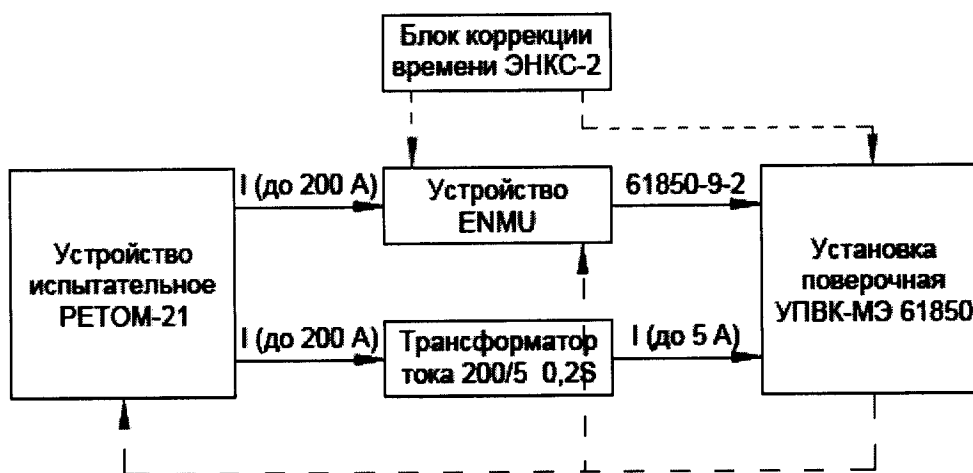 Блок коррекции
времени ЭНКС-2
I (до 200 А)
Устройство
ENMU
61850-9-2
Устройство
испытательное
РЕТОМ-21
Установка
поверочная
УПВК-МЭ 61850
I (до 200 А)
Трансформатор
тока 200/5 0,2S
I (до 5 А)